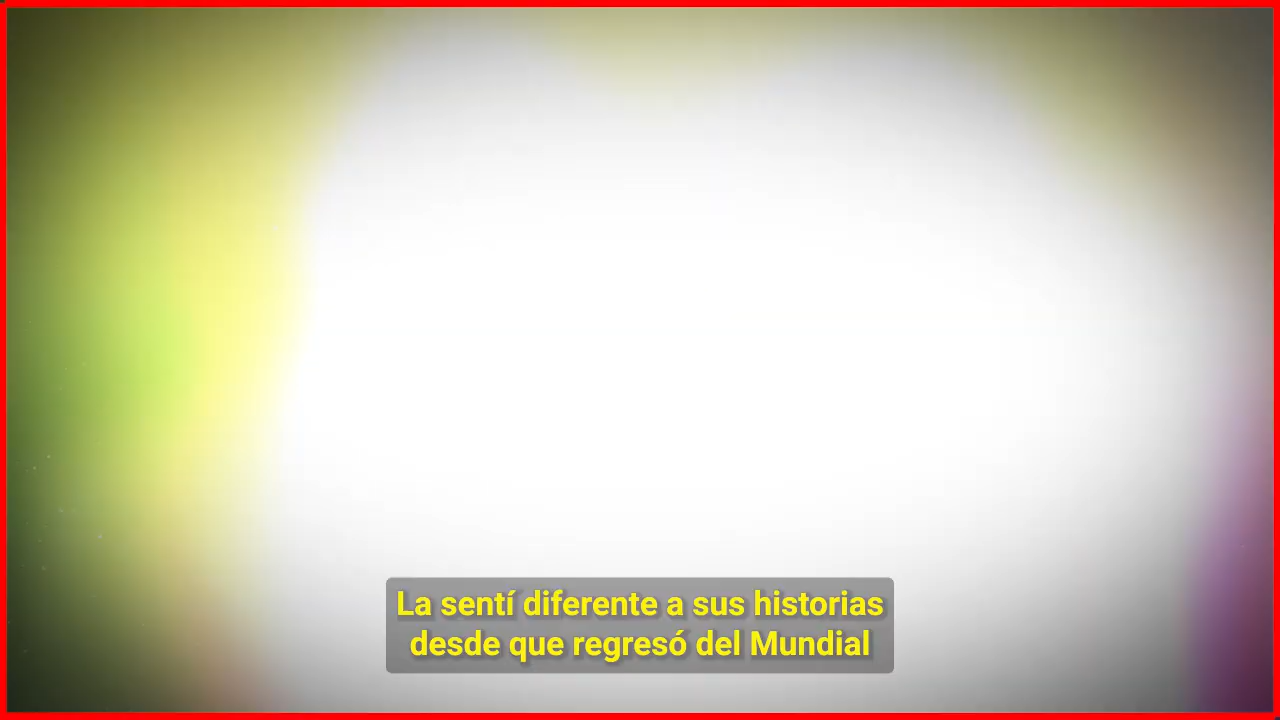 La sentí diferente a sus historias
desde que regresó del Mundial